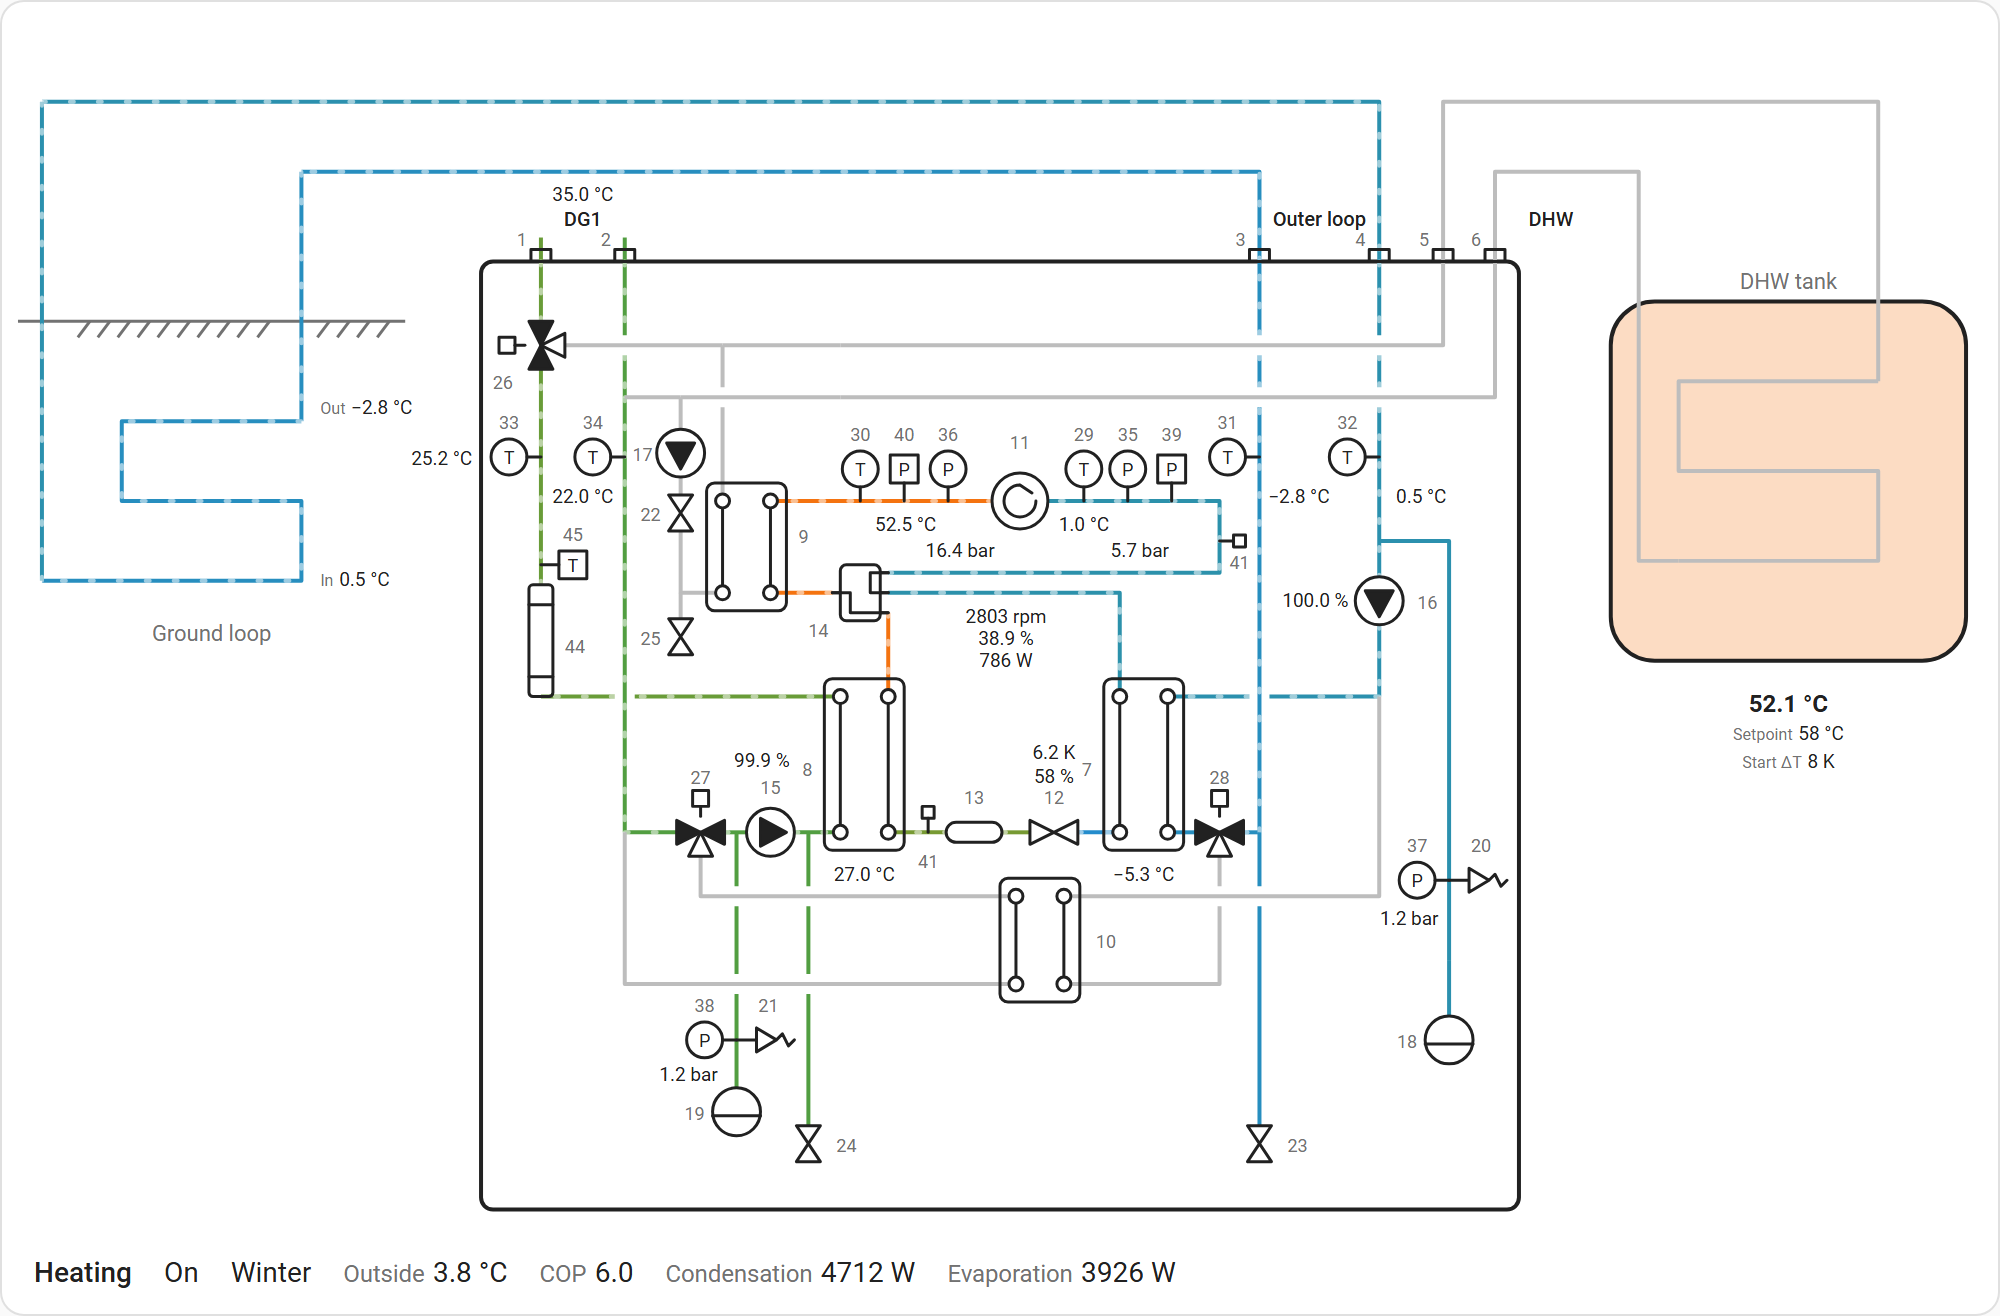 35.0 °C
DG1
1
2
3
Outer loop
4
5
6
DHW
DHW tank
26
Out −2.8 °C
33
34
17
30
40
36
11
29
35
39
31
32
T
T
T
P
P
T
P
P
T
T
25.2 °C
22.0 °C
22
52.5 °C
1.0 °C
−2.8 °C
0.5 °C
45
9
16.4 bar
5.7 bar
41
T
In 0.5 °C
100.0 %
16
Ground loop
14
2803 rpm
38.9 %
786 W
25
44
52.1 °C
Setpoint 58 °C
Start ΔT 8 K
99.9 %
8
6.2 K
58 %
7
27
15
13
12
28
41
27.0 °C
−5.3 °C
37
20
P
1.2 bar
10
38
21
P
1.2 bar
18
19
24
23
Heating On Winter Outside 3.8 °C COP 6.0 Condensation 4712 W Evaporation 3926 W